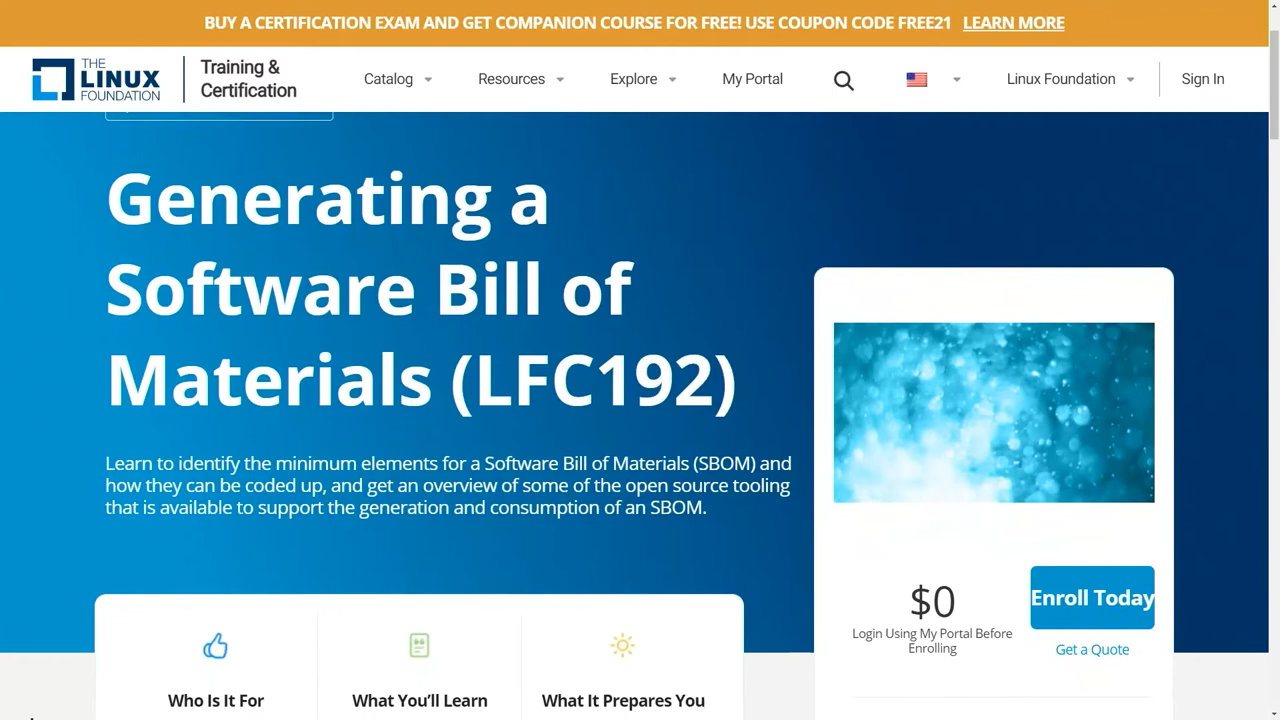 BUY A CERTIFICATION EXAM AND GET COMPANION COURSE FOR FREE! USE COUPON CODE FREE21 LEARN MORE
THE LINUX FOUNDATION
Training &
Certification
Catalog Resources Explore My Portal Linux Foundation Sign In
Generating a
Software Bill of
Materials (LFC192)
Learn to identify the minimum elements for a Software Bill of Materials (SBOM) and
how they can be coded up, and get an overview of some of the open source tooling
that is available to support the generation and consumption of an SBOM.
$0
Login Using My Portal Before
Enrolling
Enroll Today
Get a Quote
Who Is It For
What You’ll Learn
What It Prepares You